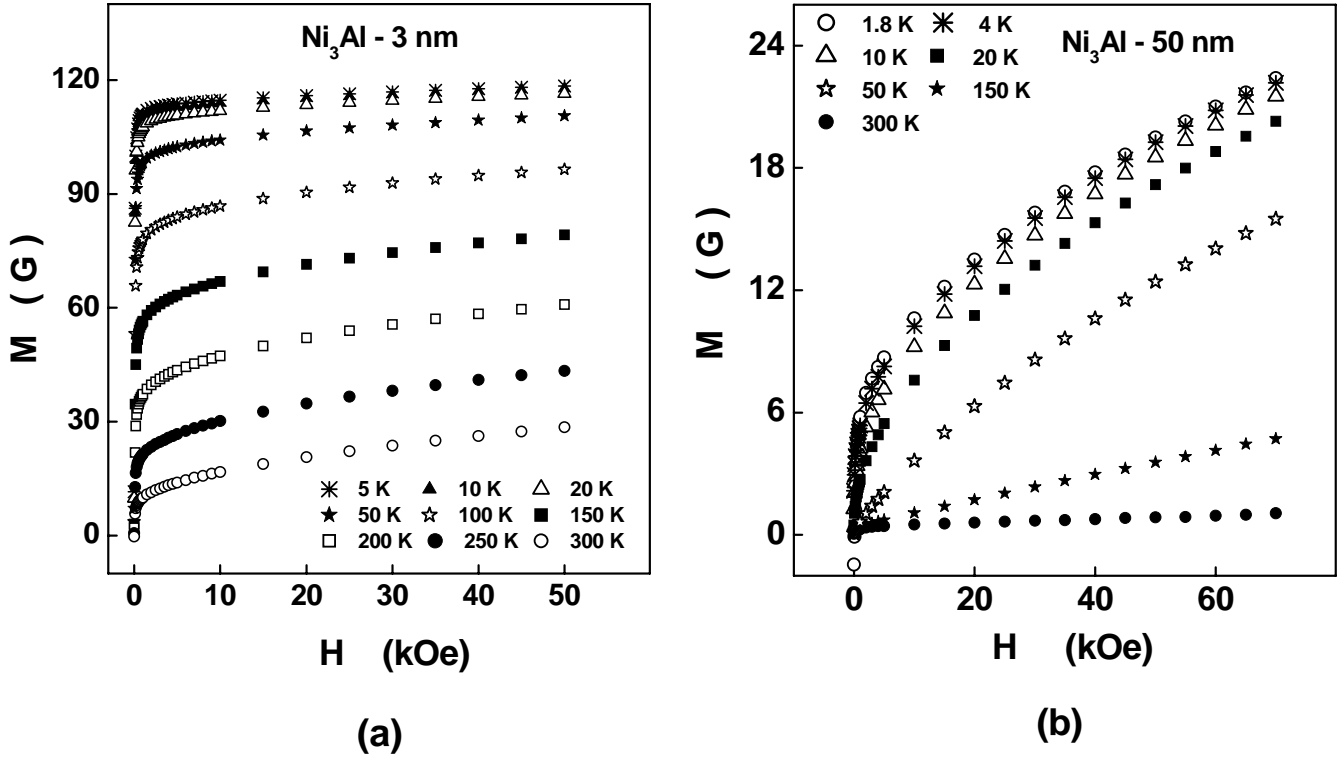 Ni3Al - 3 nm
120
90
60
30
0
M ( G )
5 K 10 K 20 K
50 K 100 K 150 K
200 K 250 K 300 K
0 10 20 30 40 50
H (kOe)
(a)
1.8 K 4 K
10 K 20 K
50 K 150 K
300 K
Ni3Al - 50 nm
24
18
12
6
0
M ( G )
0 20 40 60
H (kOe)
(b)